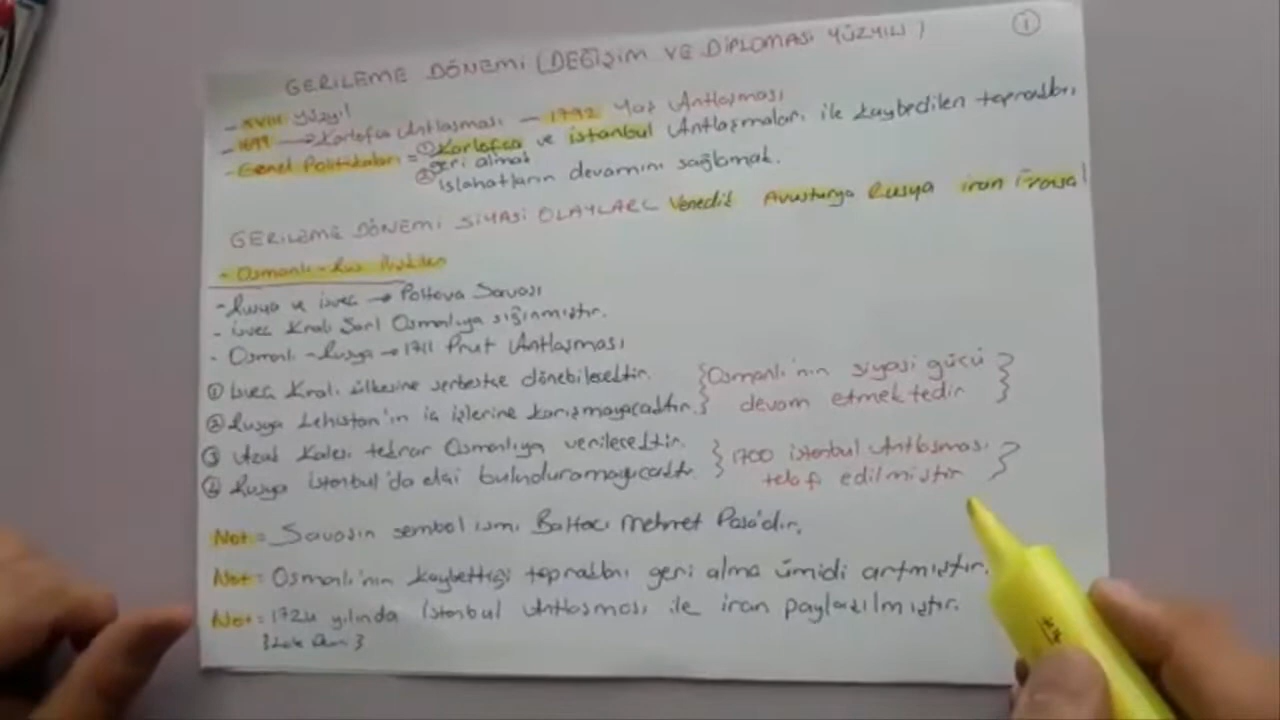 ①
GERİLEME DÖNEMİ (DEĞİŞİM VE DİPLOMASİ YÜZYILI)
- XVIII Yüzyıl
- 1699 → Karlofça Antlaşması - 1792 Yaş Antlaşması
- Genel Politikaları = ① Karlofça ve İstanbul Antlaşmaları ile kaybedilen toprakları
geri almak
② Islahatların devamını sağlamak.
GERİLEME DÖNEMİ SİYASİ OLAYLARI Venedik Avusturya Rusya İran Fransa
- Osmanlı-Rus İlişkileri
- Rusya ve İsveç → Poltova Savaşı
- İsveç Kralı Şarl Osmanlıya sığınmıştır.
- Osmanlı - Rusya → 1711 Prut Antlaşması
① İsveç Kralı ülkesine serbestçe dönebilecektir.
② Rusya Lehistan'ın iç işlerine karışmayacaktır. } {Osmanlı'nın siyasi gücü devam etmektedir }
③ Azak Kalesi tekrar Osmanlıya verilecektir.
④ Rusya İstanbul'da elçi bulunduramayacaktır. } 1700 İstanbul Antlaşması telafi edilmiştir }
Not = Savaşın sembol ismi Baltacı Mehmet Paşa'dır.
Not = Osmanlı'nın kaybettiği toprakları geri alma ümidi artmıştır.
Not = 1724 yılında İstanbul Antlaşması ile İran paylaşılmıştır.